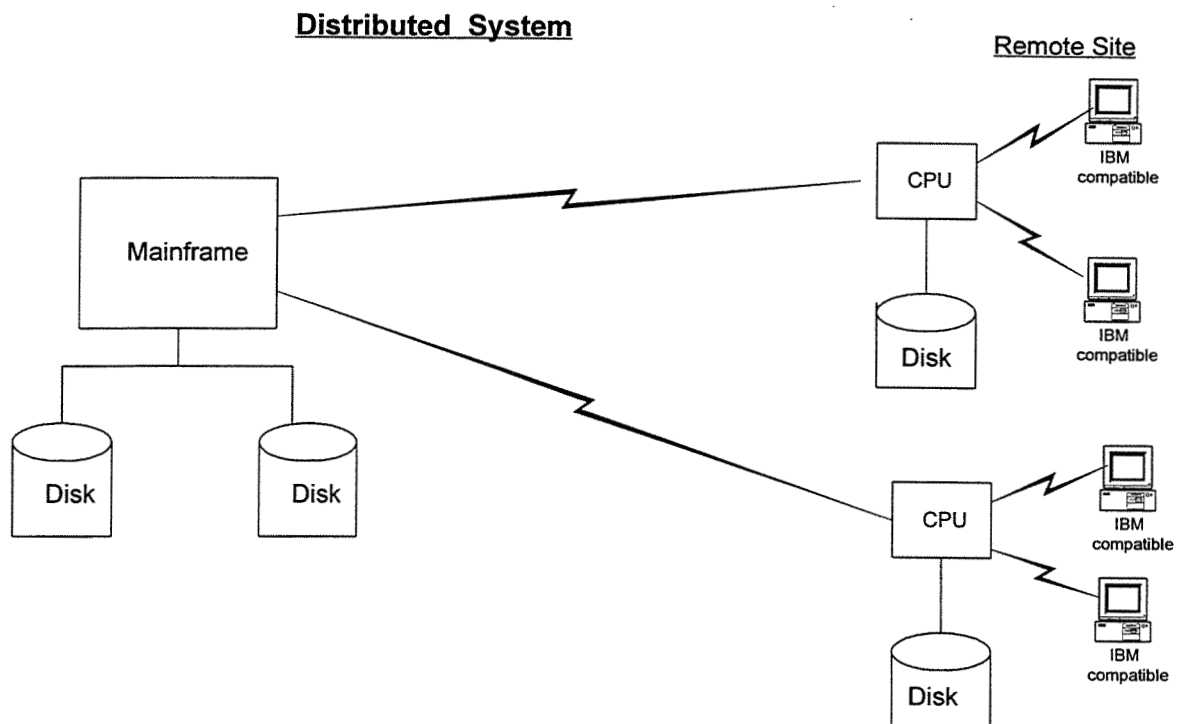 Distributed System
Remote Site
IBM
compatible
CPU
Mainframe
IBM
compatible
Disk
Disk
Disk
IBM
compatible
CPU
IBM
compatible
Disk